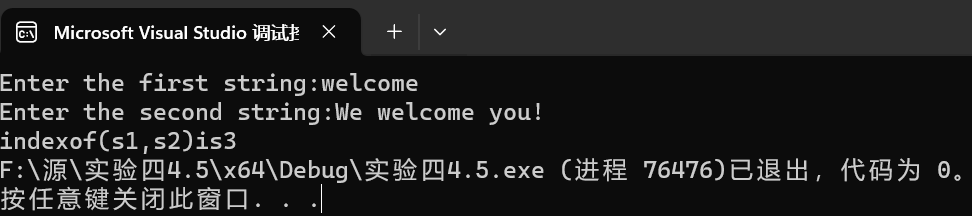 Microsoft Visual Studio 调试控
Enter the first string:welcome
Enter the second string:We welcome you!
indexof(s1,s2)is3
F:\源\实验四4.5\x64\Debug\实验四4.5.exe (进程 76476)已退出，代码为 0。
按任意键关闭此窗口. . .